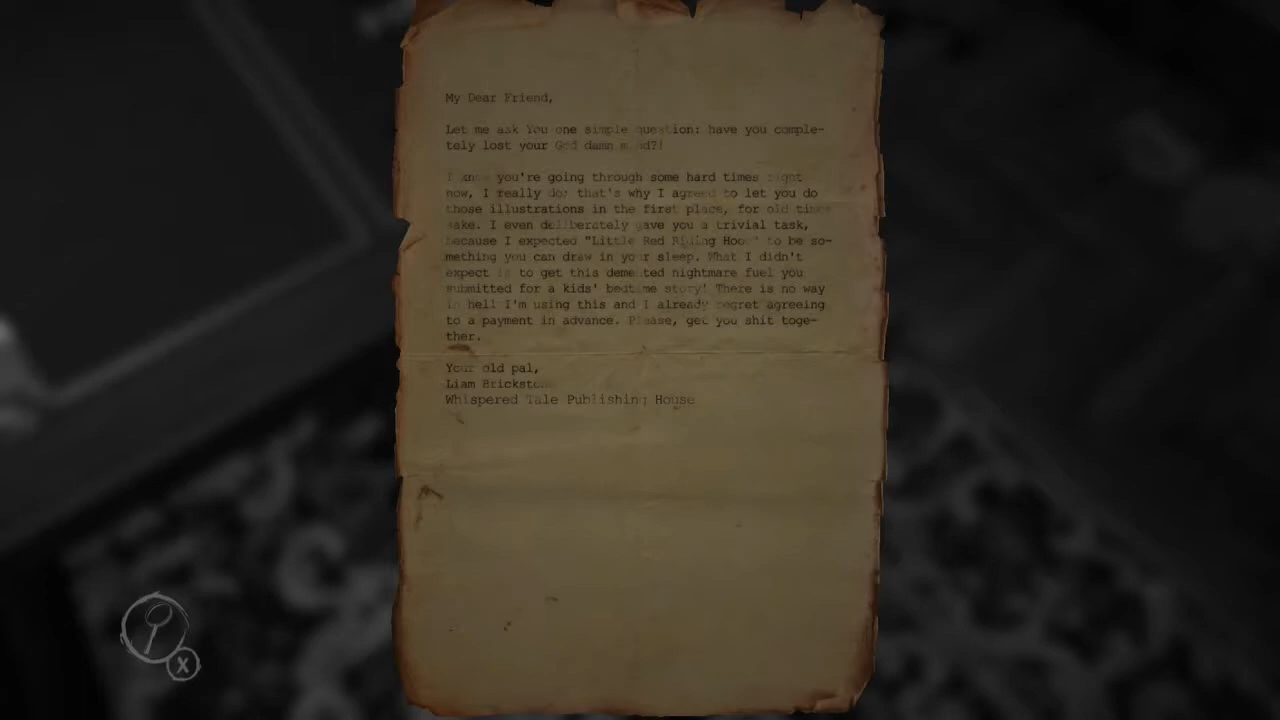 My Dear Friend,
Let me ask You one simple question: have you comple-
tely lost your God damn mind?!
I know you're going through some hard times right
now, I really do; that's why I agreed to let you do
those illustrations in the first place, for old times
sake. I even deliberately gave you a trivial task,
because I expected "Little Red Riding Hood" to be so-
mething you can draw in your sleep. What I didn't
expect is to get this demented nightmare fuel you
submitted for a kids' bedtime story! There is no way
in hell I'm using this and I already regret agreeing
to a payment in advance. Please, get you shit toge-
ther.
Your old pal,
Liam Brickstone
Whispered Tale Publishing House
X